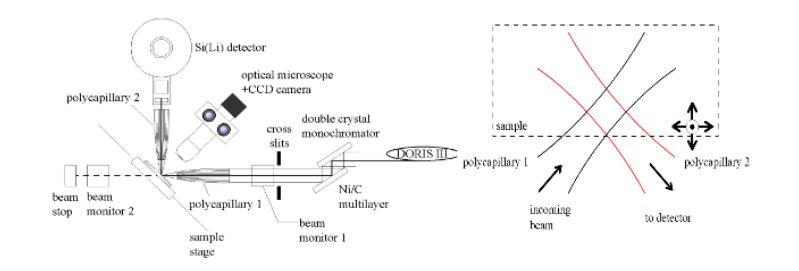 Si(Li) detector
optical microscope
+CCD camera
polycapillary 2
cross
slits
double crystal
monochromator
DORIS III
Ni/C
multilayer
polycapillary 1
beam
stop
beam
monitor 2
beam
monitor 1
sample
stage
sample
polycapillary 1
polycapillary 2
incoming
beam
to detector